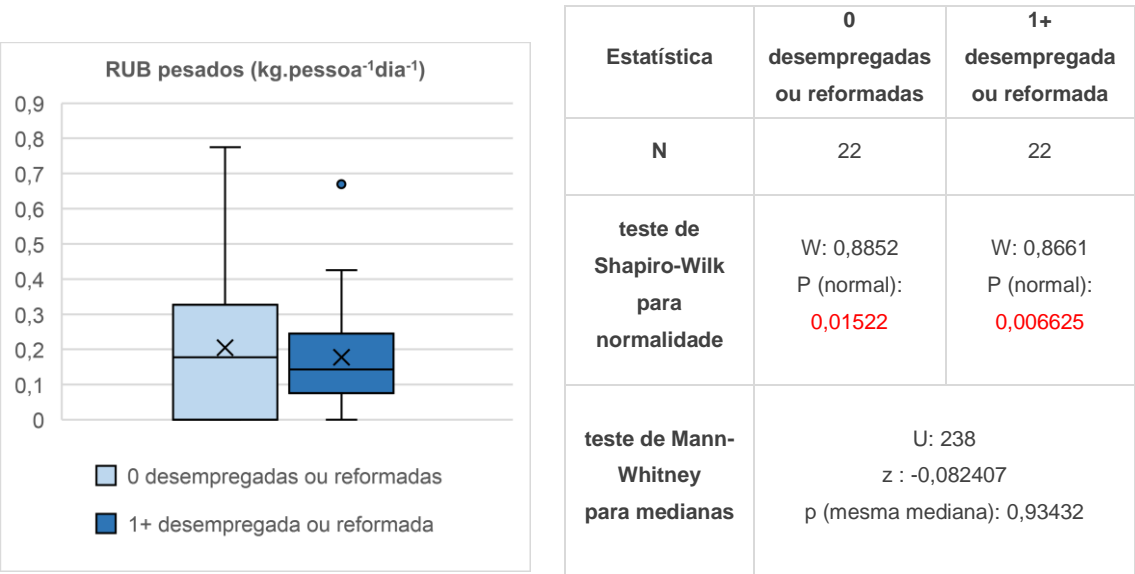 RUB pesados (kg.pessoa⁻¹dia⁻¹)
0,9
0,8
0,7
0,6
0,5
0,4
0,3
0,2
0,1
0
0 desempregadas ou reformadas
1+ desempregada ou reformada
Estatística
0
desempregadas
ou reformadas
1+
desempregada
ou reformada
N
22
22
teste de
Shapiro-Wilk
para
normalidade
W: 0,8852
P (normal):
0,01522
W: 0,8661
P (normal):
0,006625
teste de Mann-
Whitney
para medianas
U: 238
z : -0,082407
p (mesma mediana): 0,93432